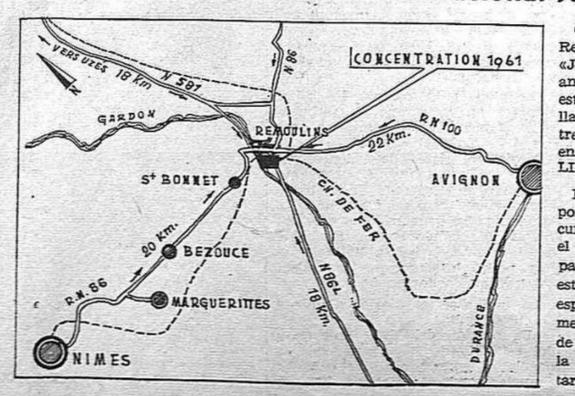 VERS UZES 18 Km.
N 581
N 86
CONCENTRATION 1961
N
GARDON
REMOULINS
R.N 100
22 Km.
St BONNET
AVIGNON
CH. DE FER
20 Km.
BEZOUCE
N 86L
18 Km.
R.N. 86
MARGUERITTES
DURANCE
NIMES
Re
«J
an
est
lla
tre
en
LI
po
cur
el
pa
est
esp
me
de
la
tar